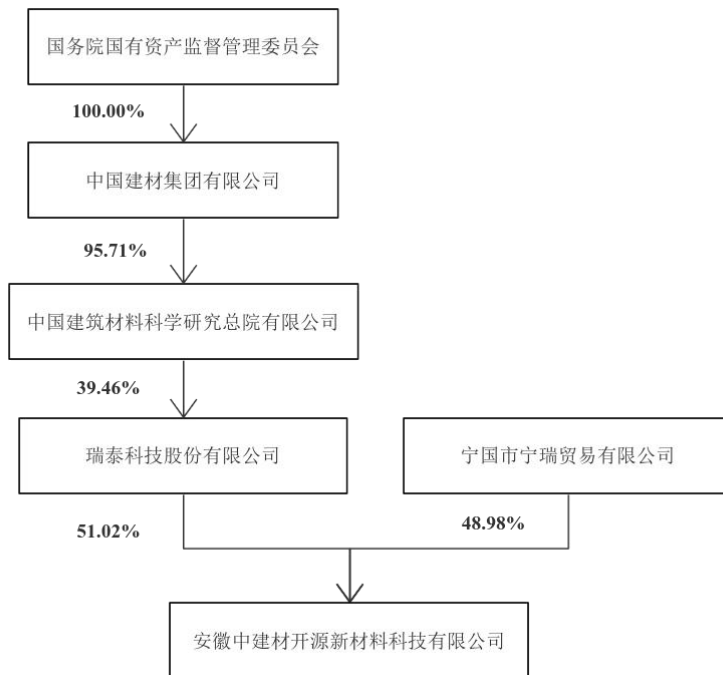 国务院国有资产监督管理委员会
100.00%
中国建材集团有限公司
95.71%
中国建筑材料科学研究总院有限公司
39.46%
瑞泰科技股份有限公司
宁国市宁瑞贸易有限公司
51.02%
48.98%
安徽中建材开源新材料科技有限公司